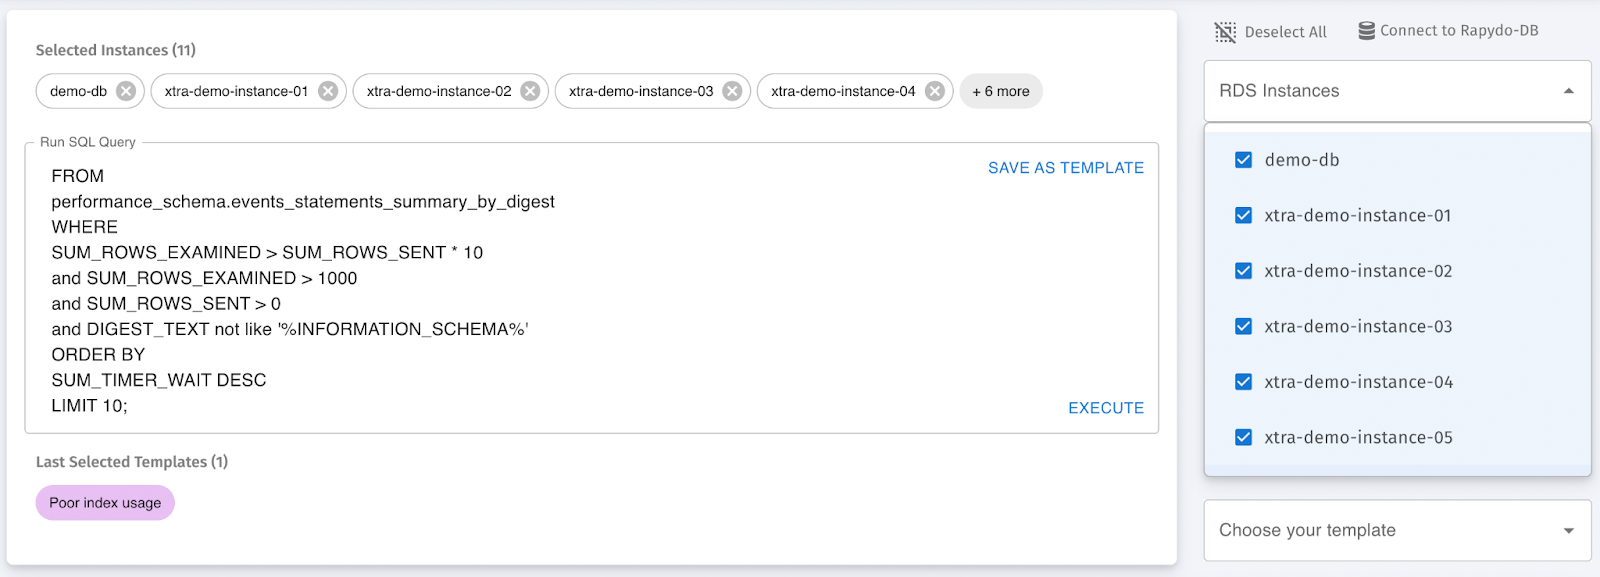 Selected Instances (11)
demo-db
xtra-demo-instance-01
xtra-demo-instance-02
xtra-demo-instance-03
xtra-demo-instance-04
+ 6 more
Run SQL Query
SAVE AS TEMPLATE
FROM
performance_schema.events_statements_summary_by_digest
WHERE
SUM_ROWS_EXAMINED > SUM_ROWS_SENT * 10
and SUM_ROWS_EXAMINED > 1000
and SUM_ROWS_SENT > 0
and DIGEST_TEXT not like '%INFORMATION_SCHEMA%'
ORDER BY
SUM_TIMER_WAIT DESC
LIMIT 10;
EXECUTE
Last Selected Templates (1)
Poor index usage
Deselect All
Connect to Rapydo-DB
RDS Instances
demo-db
xtra-demo-instance-01
xtra-demo-instance-02
xtra-demo-instance-03
xtra-demo-instance-04
xtra-demo-instance-05
Choose your template